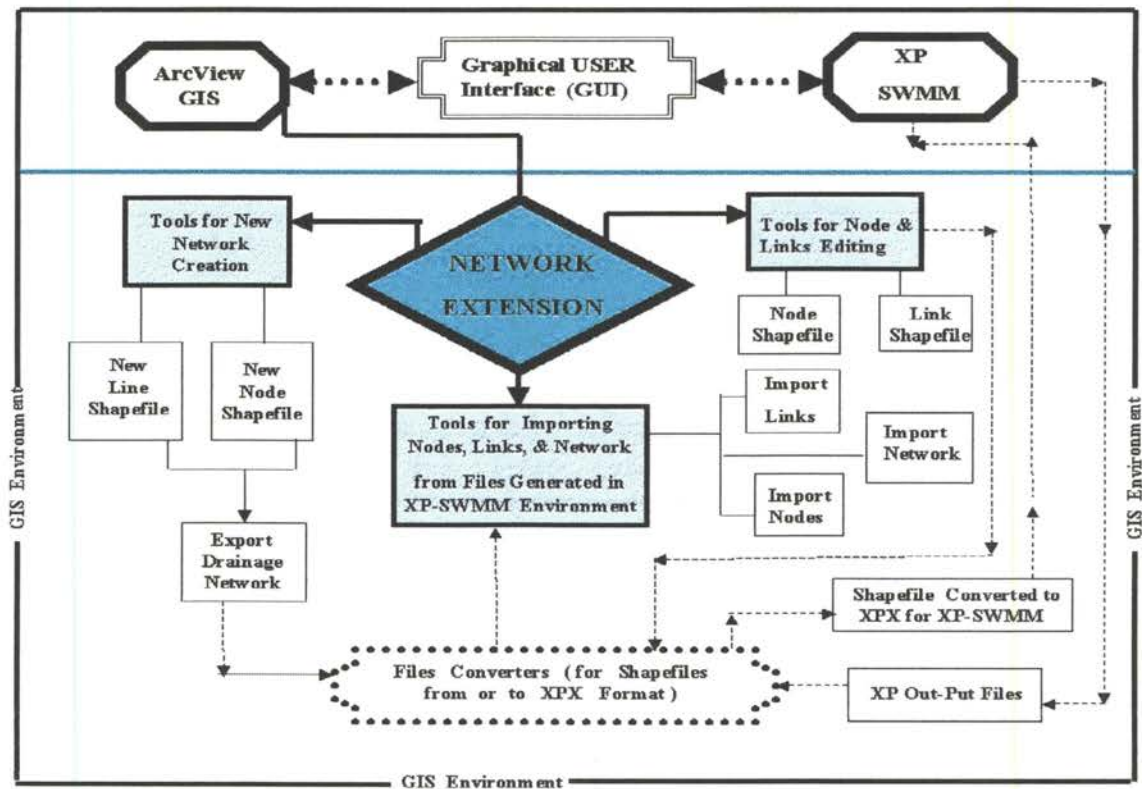 ArcView
GIS
Graphical USER
Interface (GUI)
XP
SWMM
Tools for New
Network
Creation
NETWORK
EXTENSION
Tools for Node &
Links Editing
Node
Shapefile
Link
Shapefile
New
Line
Shapefile
New
Node
Shapefile
Tools for Importing
Nodes, Links, & Network
from Files Generated in
XP-SWMM Environment
Import
Links
Import
Network
Import
Nodes
Export
Drainage
Network
Shapefile Converted to
XPX for XP-SWMM
Files Converters (for Shapefiles
from or to XPX Format)
XP Out-Put Files
GIS Environment
GIS Environment
GIS Environment